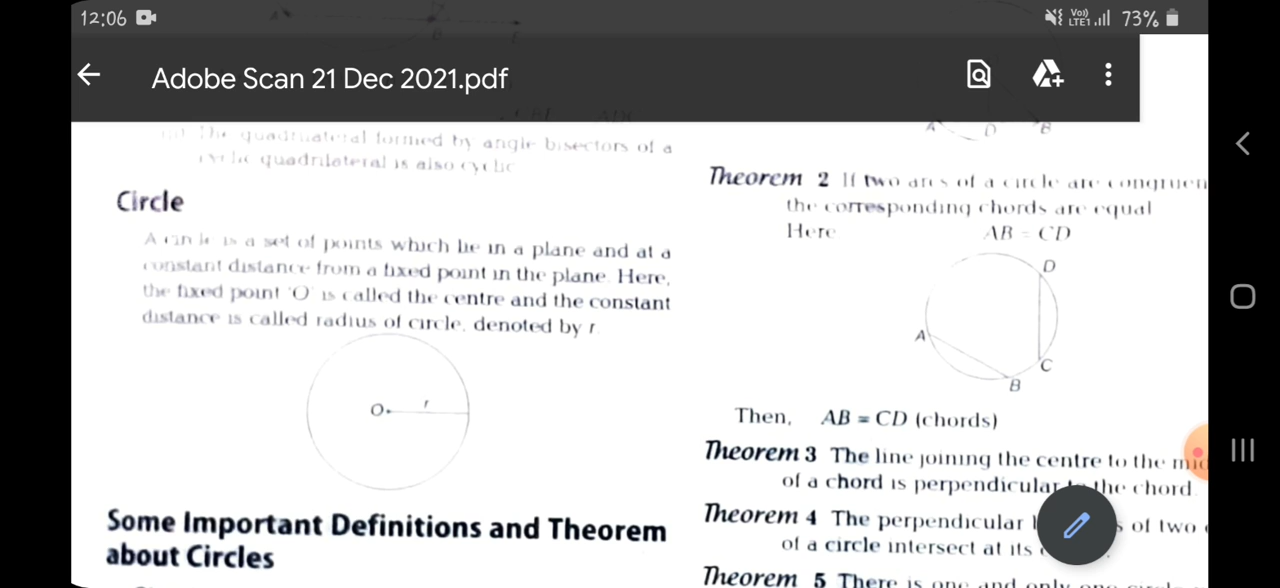 12:06
Vo))
LTE1
73%
Adobe Scan 21 Dec 2021.pdf
The quadrilateral formed by angle bisectors of a
cyclic quadrilateral is also cyclic
Circle
A circle is a set of points which lie in a plane and at a
constant distance from a fixed point in the plane. Here,
the fixed point 'O' is called the centre and the constant
distance is called radius of circle, denoted by r
O
r
Some Important Definitions and Theorem
about Circles
A D B
Theorem 2 If two arcs of a circle are congruen
the corresponding chords are equal
Here AB = CD
D
A
C
B
Then, AB = CD (chords)
Theorem 3 The line joining the centre to the mid
of a chord is perpendicular the chord.
Theorem 4 The perpendicular of two
of a circle intersect at its
Theorem 5 There is one and only one